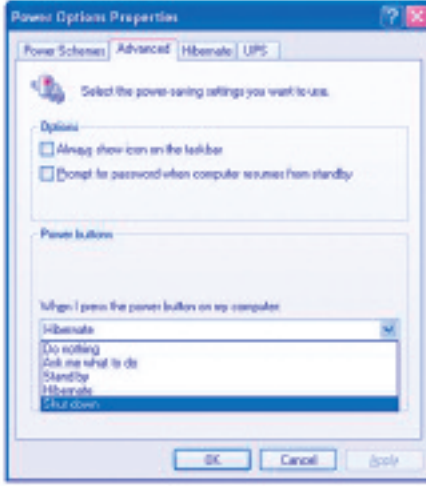 Power Options Properties
Power Schemes Advanced Hibernate UPS
Select the power-saving settings you want to use.
Options
Always show icon on the taskbar
Prompt for password when computer resumes from standby
Power buttons
When I press the power button on my computer:
Hibernate
Do nothing
Ask me what to do
Stand by
Hibernate
Shut down
OK Cancel Apply